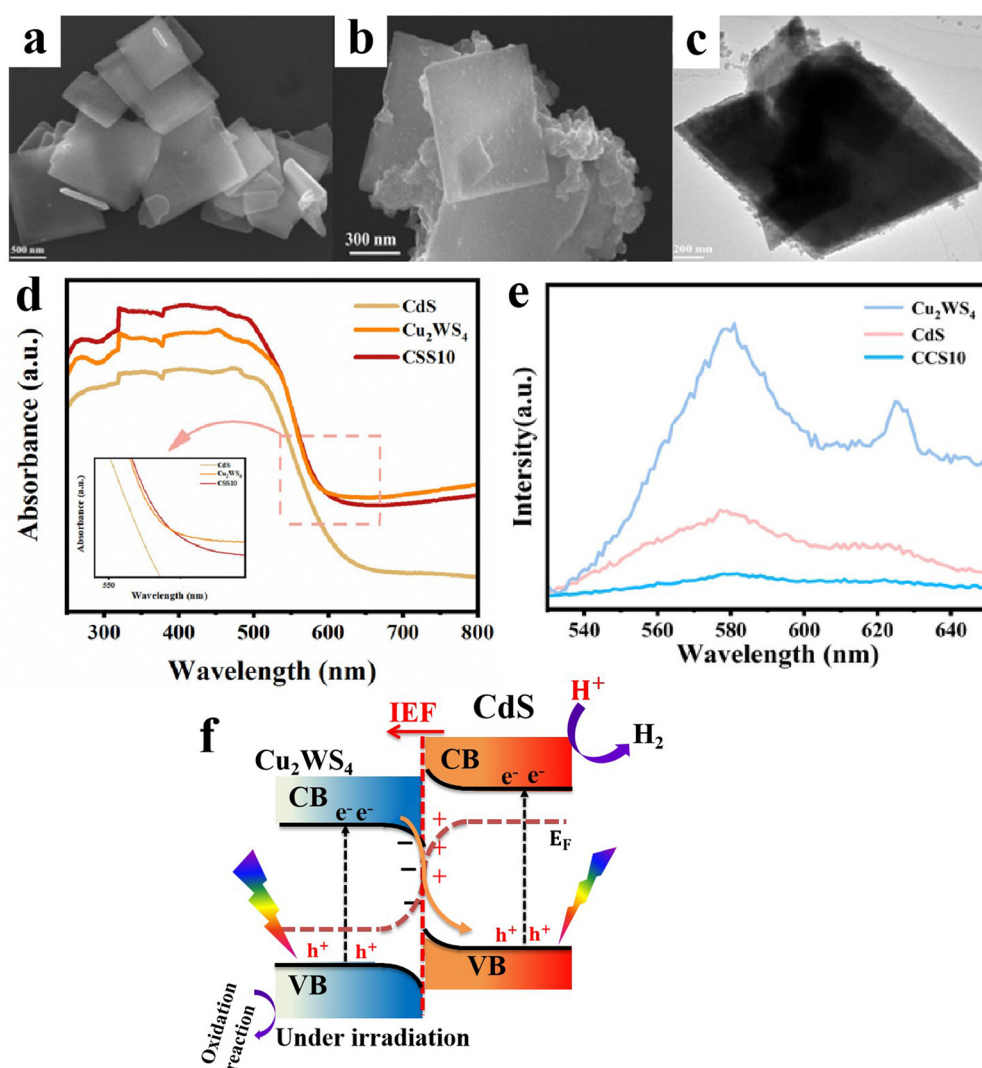 a
b
c
500 nm
300 nm
200 nm
d
CdS
Cu₂WS₄
CSS10
Absorbance (a.u.)
CdS
Cu₂WS₄
CSS10
Absorbance (a.u.)
550
Wavelength (nm)
300 400 500 600 700 800
Wavelength (nm)
e
Cu₂WS₄
CdS
CCS10
Intersity(a.u.)
540 560 580 600 620 640
Wavelength (nm)
f
IEF
CdS
H⁺
H₂
Cu₂WS₄
CB
e⁻ e⁻
CB
e⁻ e⁻
+
+
+
−
−
−
E_F
h⁺ h⁺
VB
h⁺ h⁺
VB
Oxidation
reaction
Under irradiation